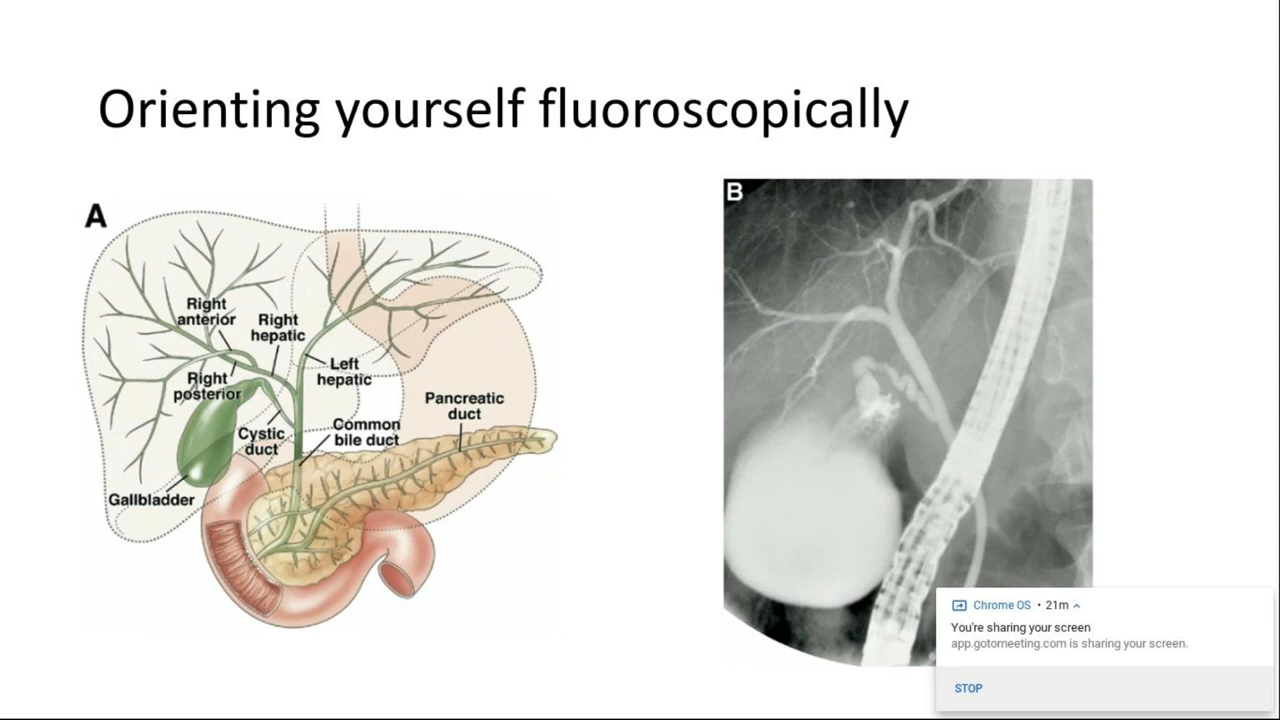 Orienting yourself fluoroscopically
A
B
Right
anterior
Right
hepatic
Left
hepatic
Right
posterior
Pancreatic
duct
Cystic
duct
Common
bile duct
Gallbladder
Chrome OS • 21m
You're sharing your screen
app.gotomeeting.com is sharing your screen.
STOP